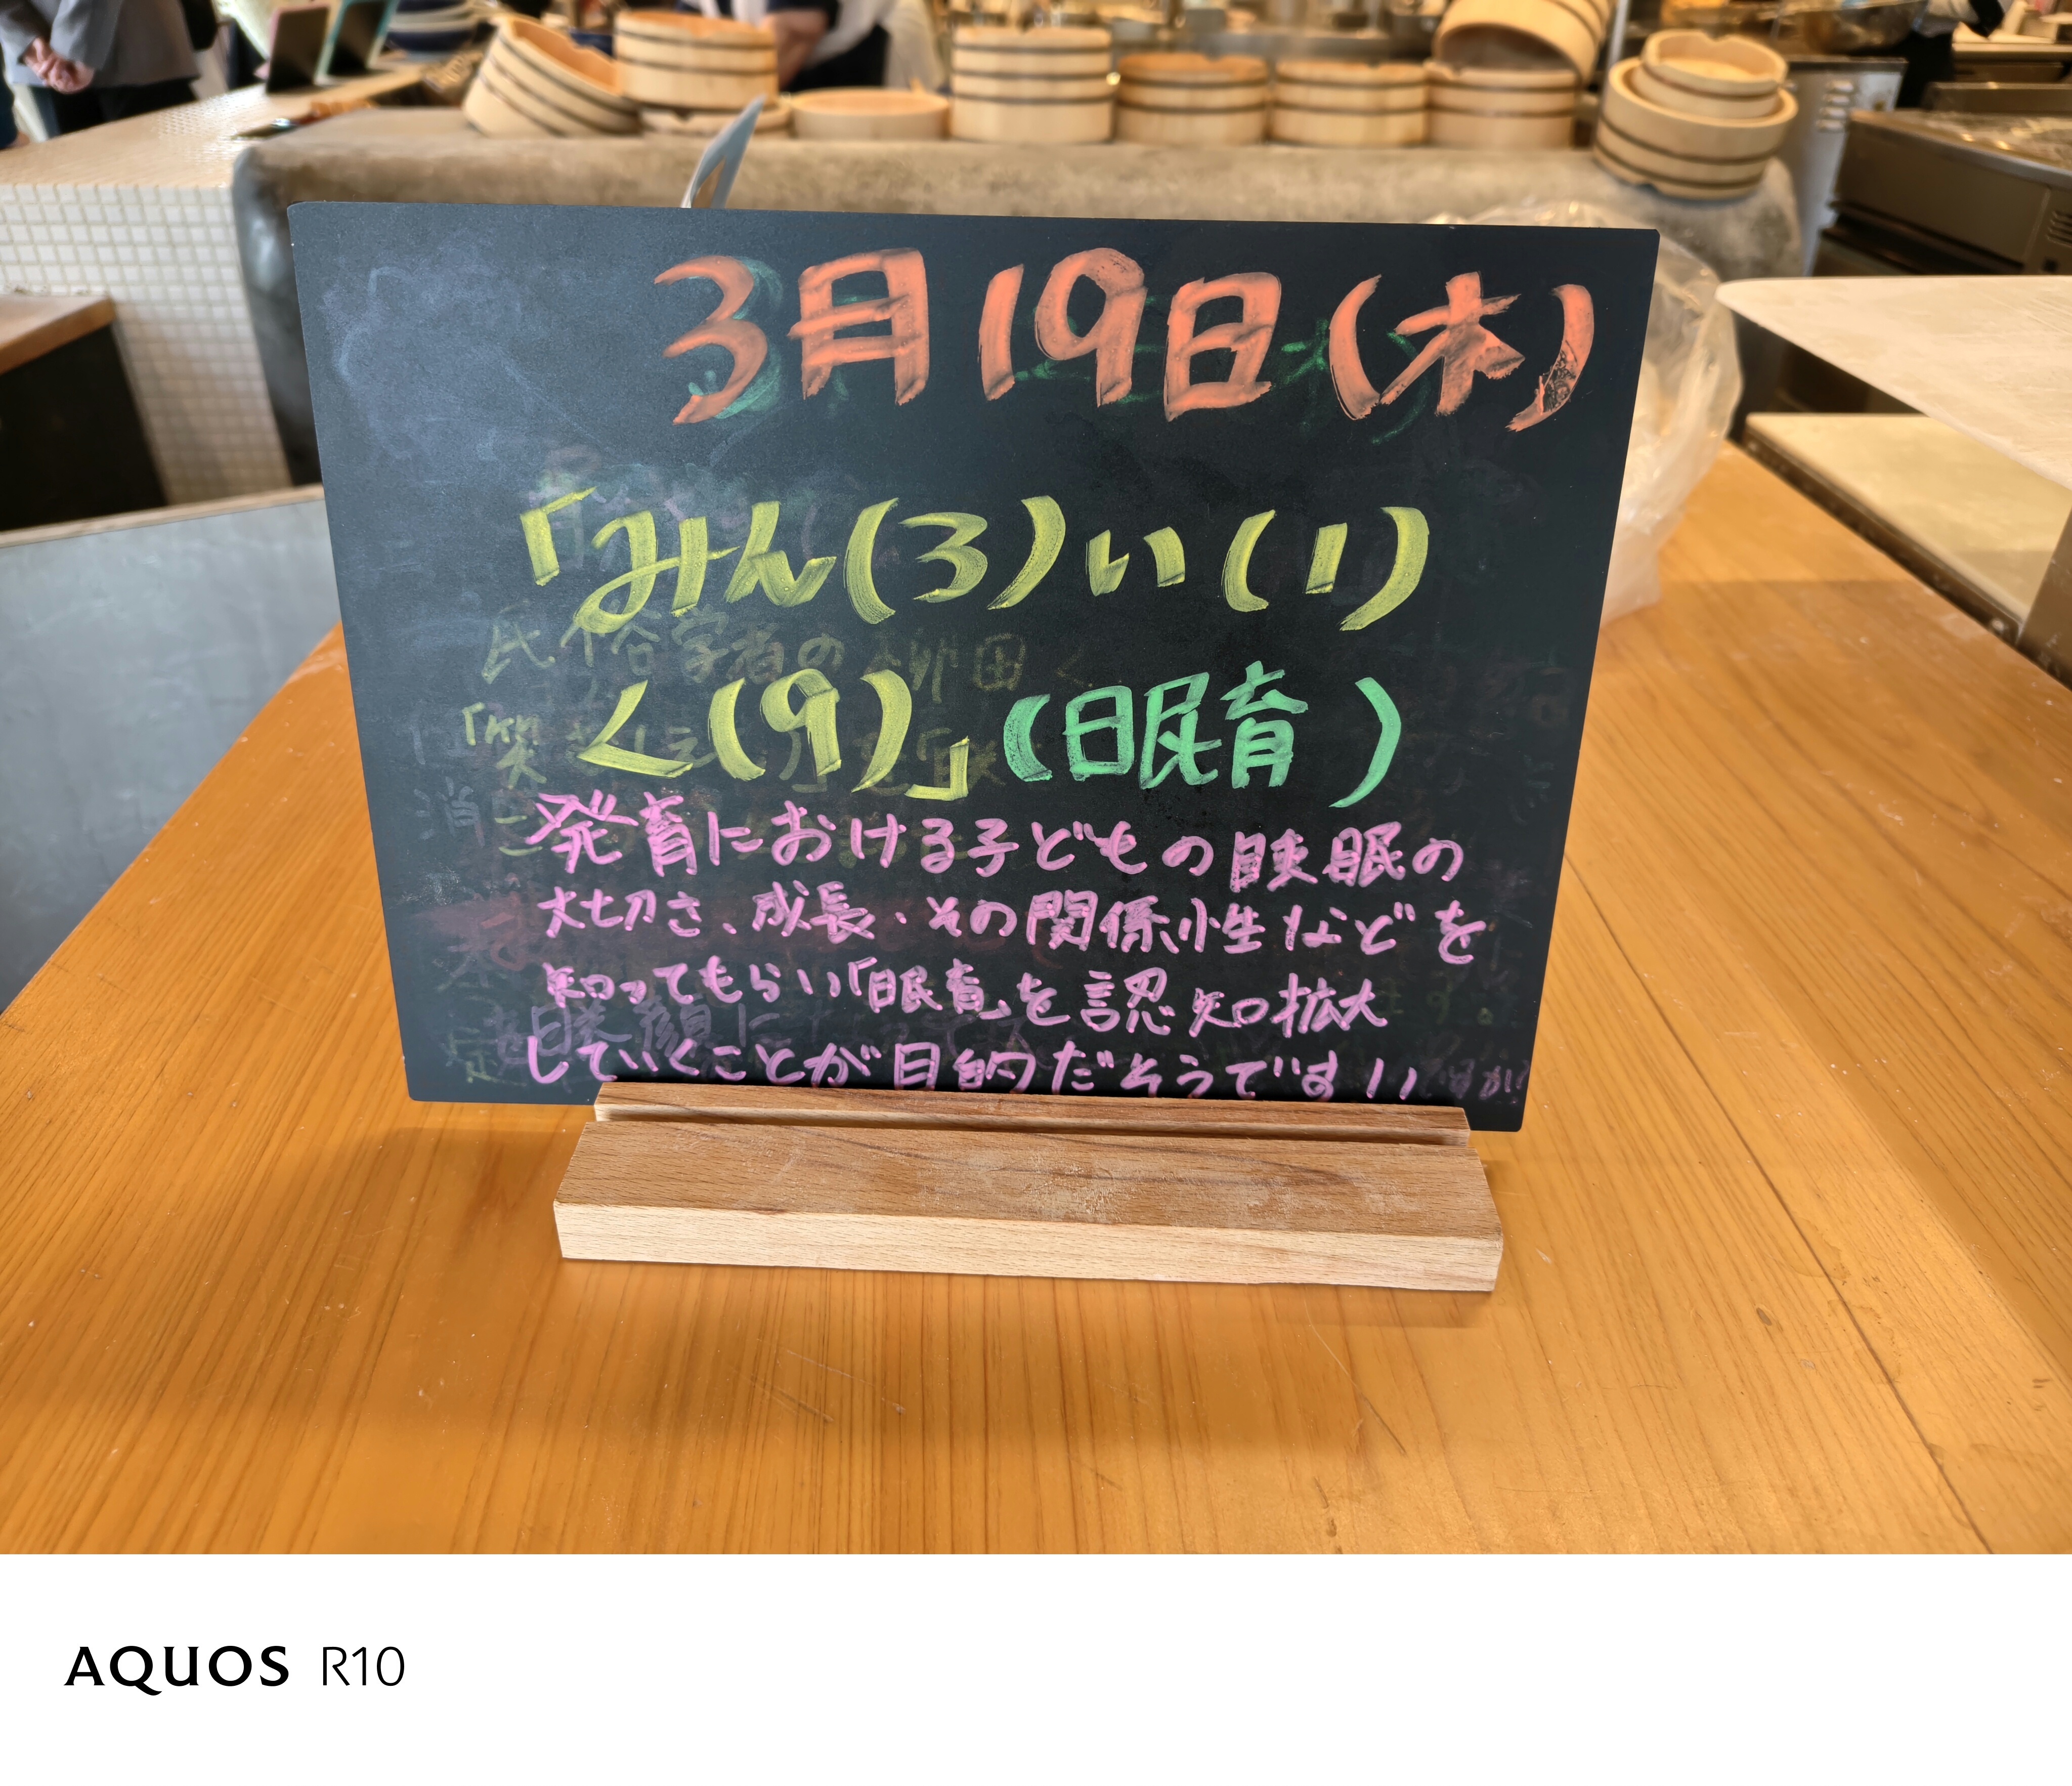 3月19日(木)
「みん(3)い(1)
く(9)」(眠育)
発育における子どもの睡眠の
大切さ、成長・その関係性などを
知ってもらい「眠育」を認知拡大
していくことが目的だそうです!!
AQUOS R10